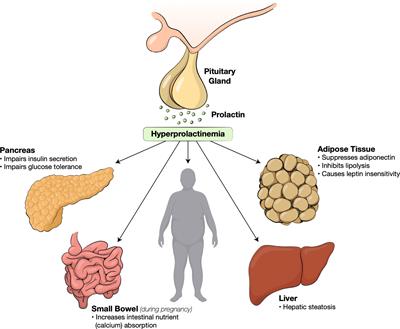 Pituitary
Gland
Prolactin
Hyperprolactinemia
Pancreas
• Impairs insulin secretion
• Impairs glucose tolerance
Adipose Tissue
• Suppresses adiponectin
• Inhibits lipolysis
• Causes leptin insensitivity
Small Bowel (during pregnancy)
• Increases intestinal nutrient
(calcium) absorption
Liver
• Hepatic steatosis